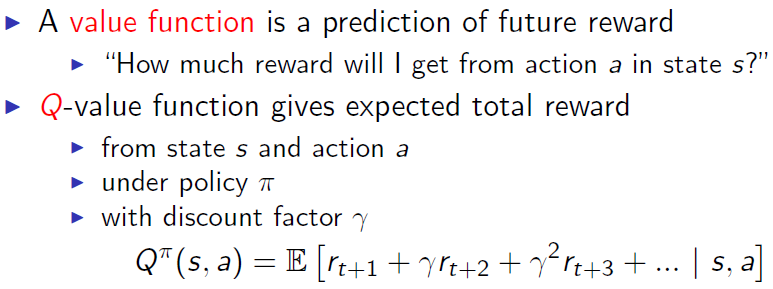 ▶ A value function is a prediction of future reward
▶ “How much reward will I get from action a in state s?”
▶ Q-value function gives expected total reward
▶ from state s and action a
▶ under policy π
▶ with discount factor γ
Q^π(s, a) = 𝔼 [r_{t+1} + γr_{t+2} + γ^2 r_{t+3} + ... | s, a]